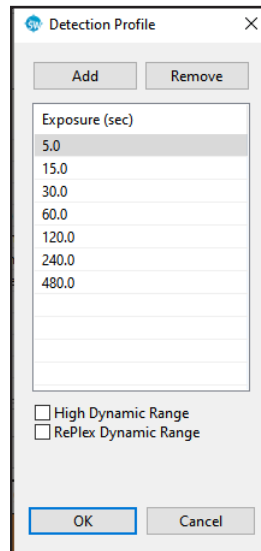 SW Detection Profile
Add Remove
Exposure (sec)
5.0
15.0
30.0
60.0
120.0
240.0
480.0
High Dynamic Range
RePlex Dynamic Range
OK Cancel